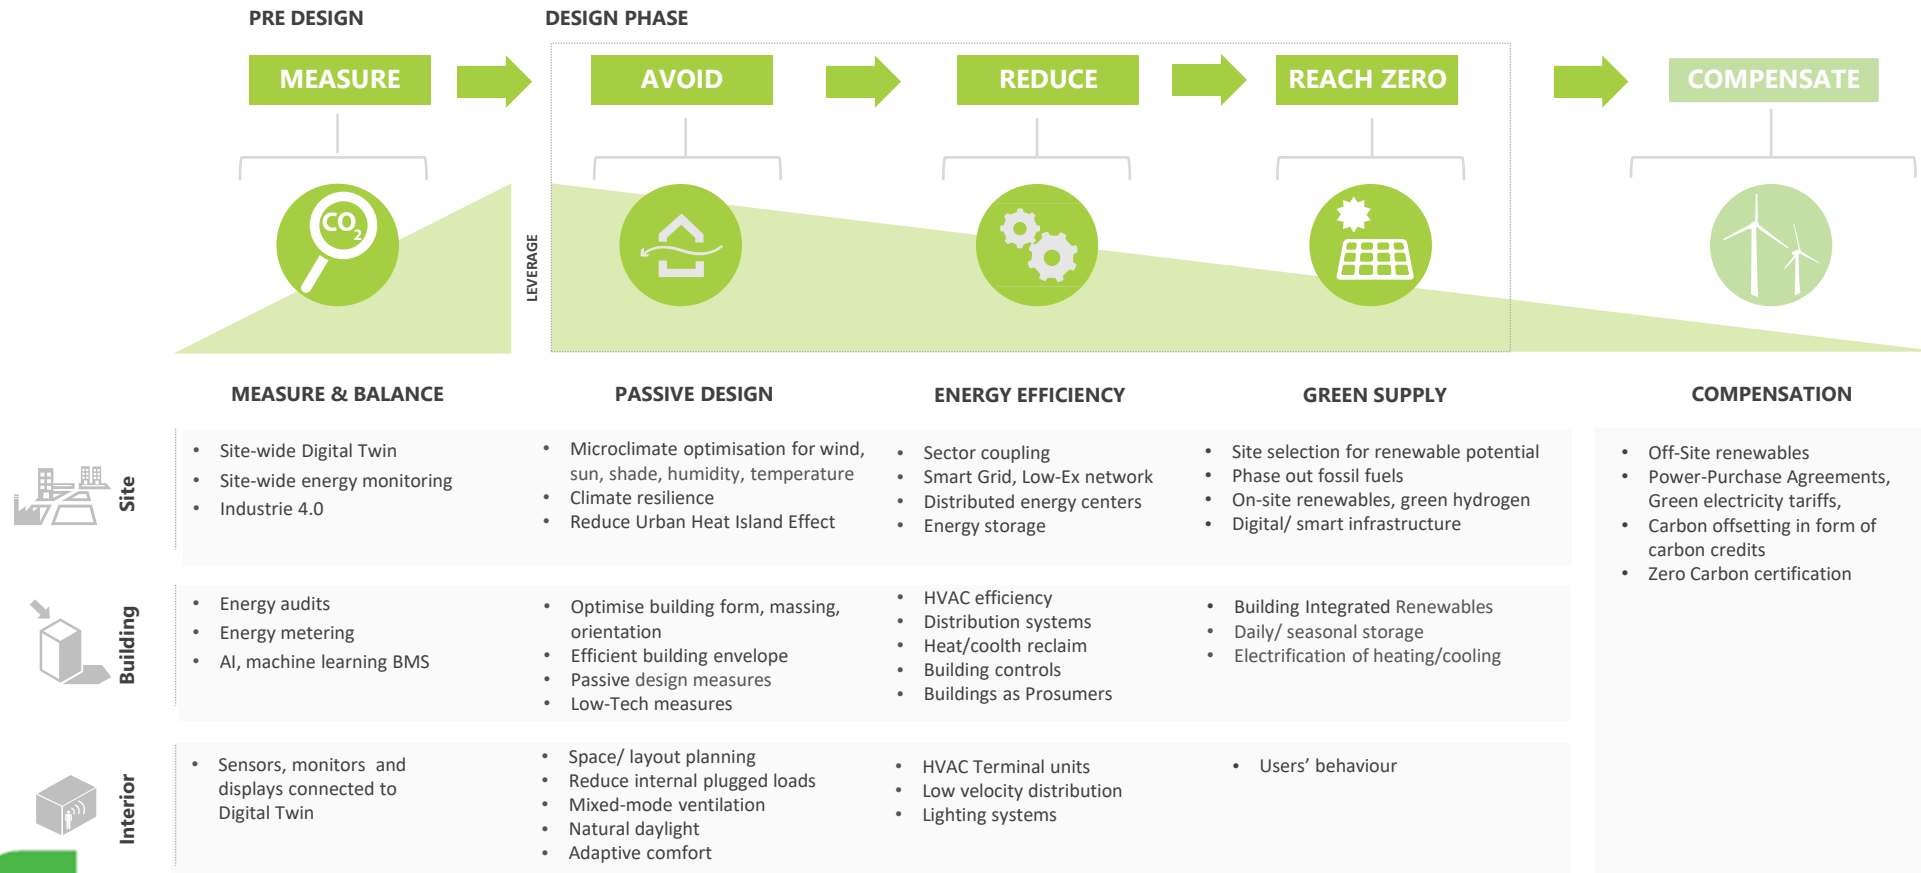 PRE DESIGN
DESIGN PHASE
MEASURE
AVOID
REDUCE
REACH ZERO
COMPENSATE
CO2
LEVERAGE
MEASURE & BALANCE
PASSIVE DESIGN
ENERGY EFFICIENCY
GREEN SUPPLY
COMPENSATION
Site
• Site-wide Digital Twin
• Site-wide energy monitoring
• Industrie 4.0
• Microclimate optimisation for wind,
sun, shade, humidity, temperature
• Climate resilience
• Reduce Urban Heat Island Effect
• Sector coupling
• Smart Grid, Low-Ex network
• Distributed energy centers
• Energy storage
• Site selection for renewable potential
• Phase out fossil fuels
• On-site renewables, green hydrogen
• Digital/ smart infrastructure
• Off-Site renewables
• Power-Purchase Agreements,
Green electricity tariffs,
• Carbon offsetting in form of
carbon credits
• Zero Carbon certification
Building
• Energy audits
• Energy metering
• AI, machine learning BMS
• Optimise building form, massing,
orientation
• Efficient building envelope
• Passive design measures
• Low-Tech measures
• HVAC efficiency
• Distribution systems
• Heat/coolth reclaim
• Building controls
• Buildings as Prosumers
• Building Integrated Renewables
• Daily/ seasonal storage
• Electrification of heating/cooling
Interior
• Sensors, monitors and
displays connected to
Digital Twin
• Space/ layout planning
• Reduce internal plugged loads
• Mixed-mode ventilation
• Natural daylight
• Adaptive comfort
• HVAC Terminal units
• Low velocity distribution
• Lighting systems
• Users’ behaviour